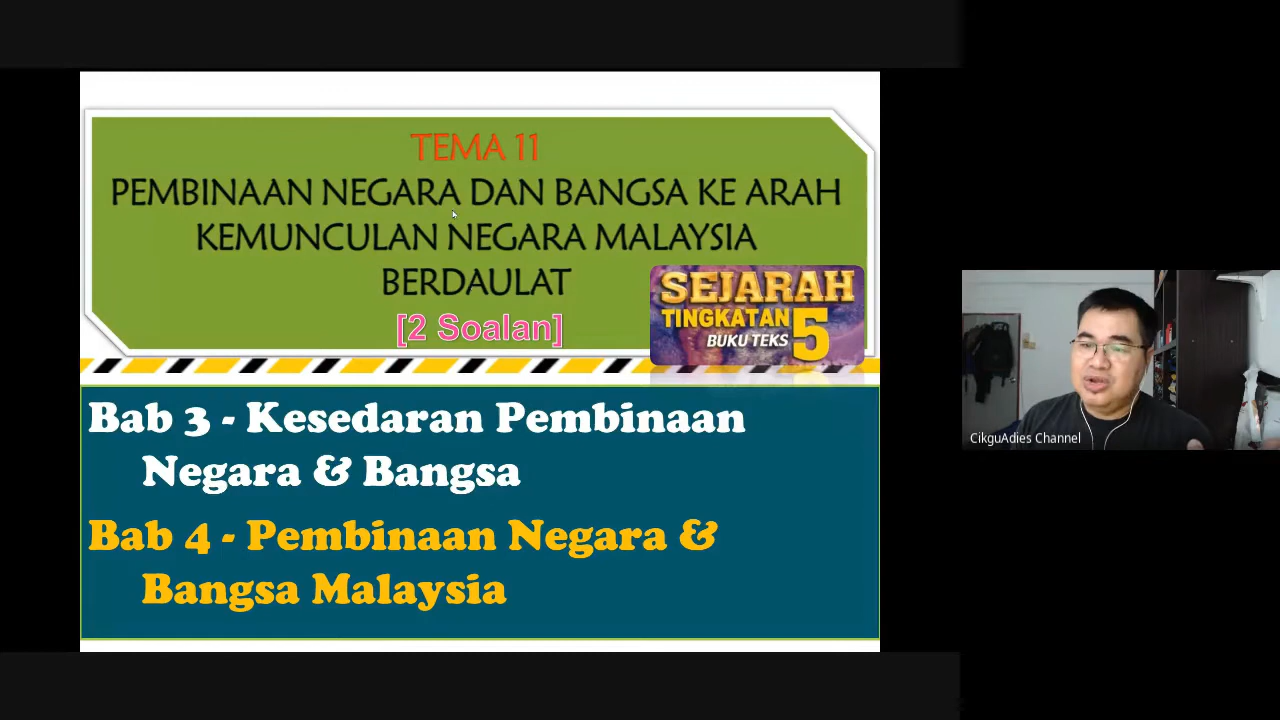 TEMA 11
PEMBINAAN NEGARA DAN BANGSA KE ARAH
KEMUNCULAN NEGARA MALAYSIA
BERDAULAT
[2 Soalan]
SEJARAH
TINGKATAN 5
BUKU TEKS
Bab 3 - Kesedaran Pembinaan
Negara & Bangsa
Bab 4 - Pembinaan Negara &
Bangsa Malaysia
CikguAdies Channel